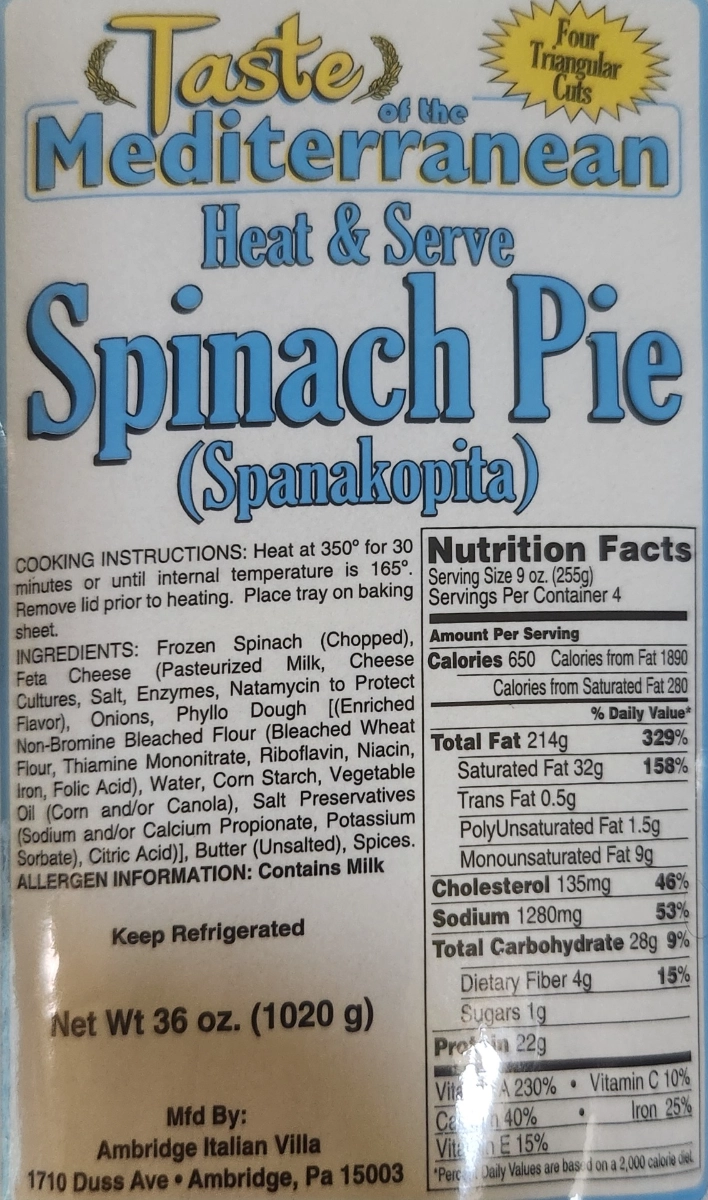 Taste
of the
Mediterranean
Four
Triangular
Cuts
Heat & Serve
Spinach Pie
(Spanakopita)
COOKING INSTRUCTIONS: Heat at 350° for 30
minutes or until internal temperature is 165°.
Remove lid prior to heating. Place tray on baking
sheet.
INGREDIENTS: Frozen Spinach (Chopped),
Feta Cheese (Pasteurized Milk, Cheese
Cultures, Salt, Enzymes, Natamycin to Protect
Flavor), Onions, Phyllo Dough [(Enriched
Non-Bromine Bleached Flour (Bleached Wheat
Flour, Thiamine Mononitrate, Riboflavin, Niacin,
Iron, Folic Acid), Water, Corn Starch, Vegetable
Oil (Corn and/or Canola), Salt Preservatives
(Sodium and/or Calcium Propionate, Potassium
Sorbate), Citric Acid)], Butter (Unsalted), Spices.
ALLERGEN INFORMATION: Contains Milk
Keep Refrigerated
Net Wt 36 oz. (1020 g)
Mfd By:
Ambridge Italian Villa
1710 Duss Ave • Ambridge, Pa 15003
Nutrition Facts
Serving Size 9 oz. (255g)
Servings Per Container 4
Amount Per Serving
Calories 650 Calories from Fat 1890
Calories from Saturated Fat 280
% Daily Value*
Total Fat 214g 329%
Saturated Fat 32g 158%
Trans Fat 0.5g
PolyUnsaturated Fat 1.5g
Monounsaturated Fat 9g
Cholesterol 135mg 46%
Sodium 1280mg 53%
Total Carbohydrate 28g 9%
Dietary Fiber 4g 15%
Sugars 1g
Protein 22g
Vitamin A 230% • Vitamin C 10%
Calcium 40% • Iron 25%
Vitamin E 15%
*Percent Daily Values are based on a 2,000 calorie diet.